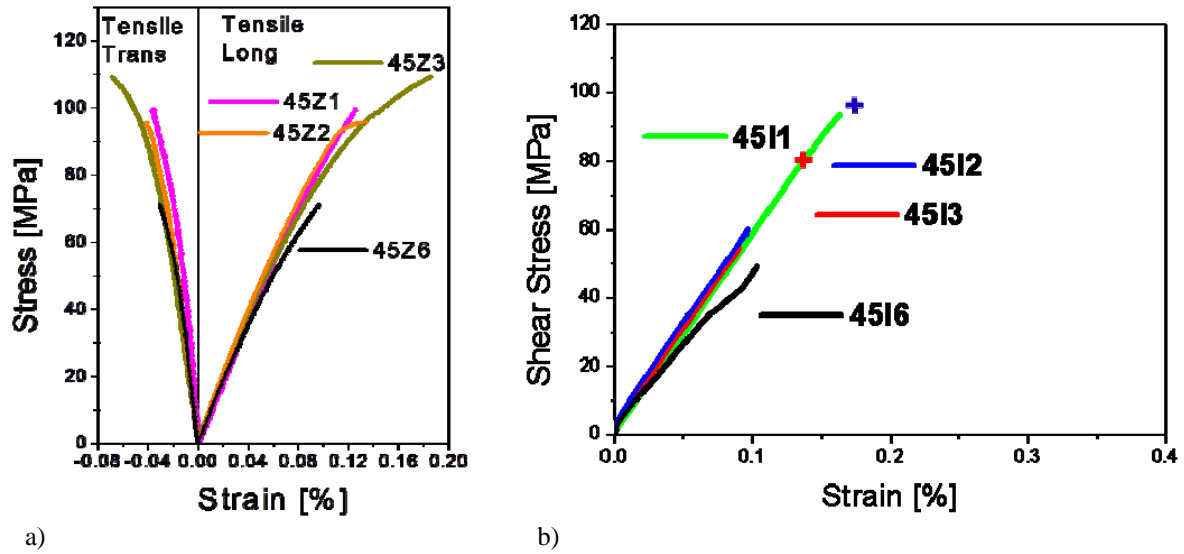 Tensile Trans
Tensile Long
45Z3
45Z1
45Z2
45Z6
120
100
80
60
40
20
0
Stress [MPa]
-0.08 -0.04 0.00 0.04 0.08 0.12 0.16 0.20
Strain [%]
a)
45I1
45I2
45I3
45I6
120
100
80
60
40
20
0
Shear Stress [MPa]
0.0 0.1 0.2 0.3 0.4
Strain [%]
b)